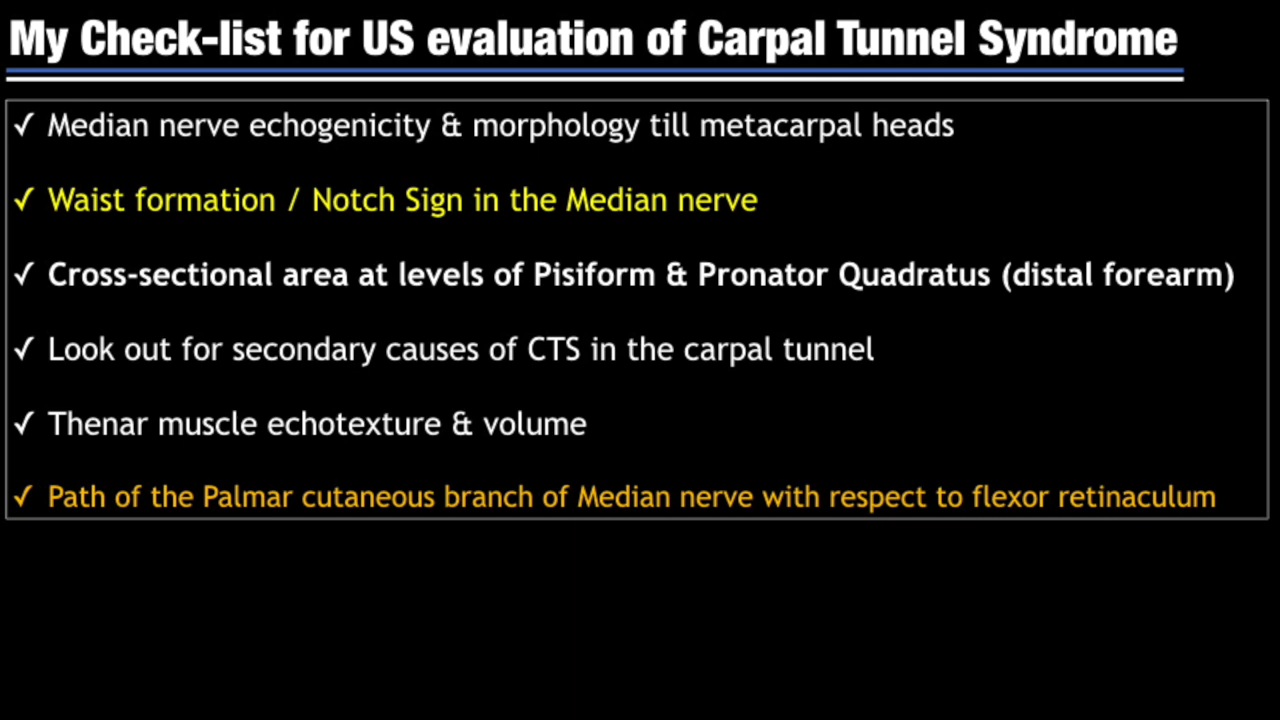 My Check-list for US evaluation of Carpal Tunnel Syndrome
✓ Median nerve echogenicity & morphology till metacarpal heads
✓ Waist formation / Notch Sign in the Median nerve
✓ Cross-sectional area at levels of Pisiform & Pronator Quadratus (distal forearm)
✓ Look out for secondary causes of CTS in the carpal tunnel
✓ Thenar muscle echotexture & volume
✓ Path of the Palmar cutaneous branch of Median nerve with respect to flexor retinaculum